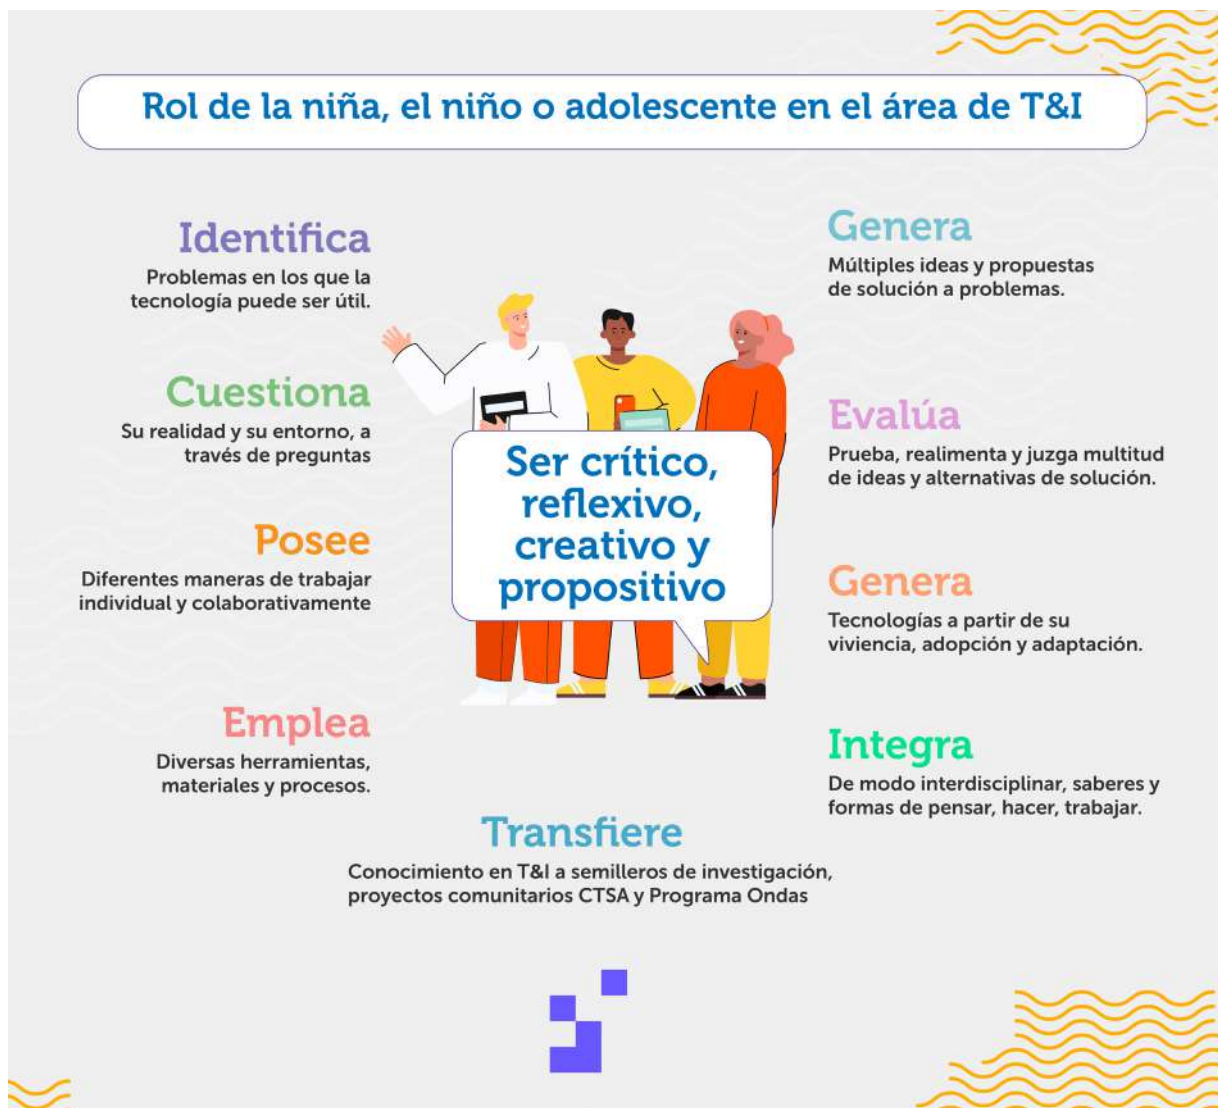 Rol de la niña, el niño o adolescente en el área de T&I
Identifica
Problemas en los que la
tecnología puede ser útil.
Cuestiona
Su realidad y su entorno, a
través de preguntas
Posee
Diferentes maneras de trabajar
individual y colaborativamente
Emplea
Diversas herramientas,
materiales y procesos.
Ser crítico,
reflexivo,
creativo y
propositivo
Genera
Múltiples ideas y propuestas
de solución a problemas.
Evalúa
Prueba, realimenta y juzga multitud
de ideas y alternativas de solución.
Genera
Tecnologías a partir de su
viviencia, adopción y adaptación.
Integra
De modo interdisciplinar, saberes y
formas de pensar, hacer, trabajar.
Transfiere
Conocimiento en T&I a semilleros de investigación,
proyectos comunitarios CTSA y Programa Ondas